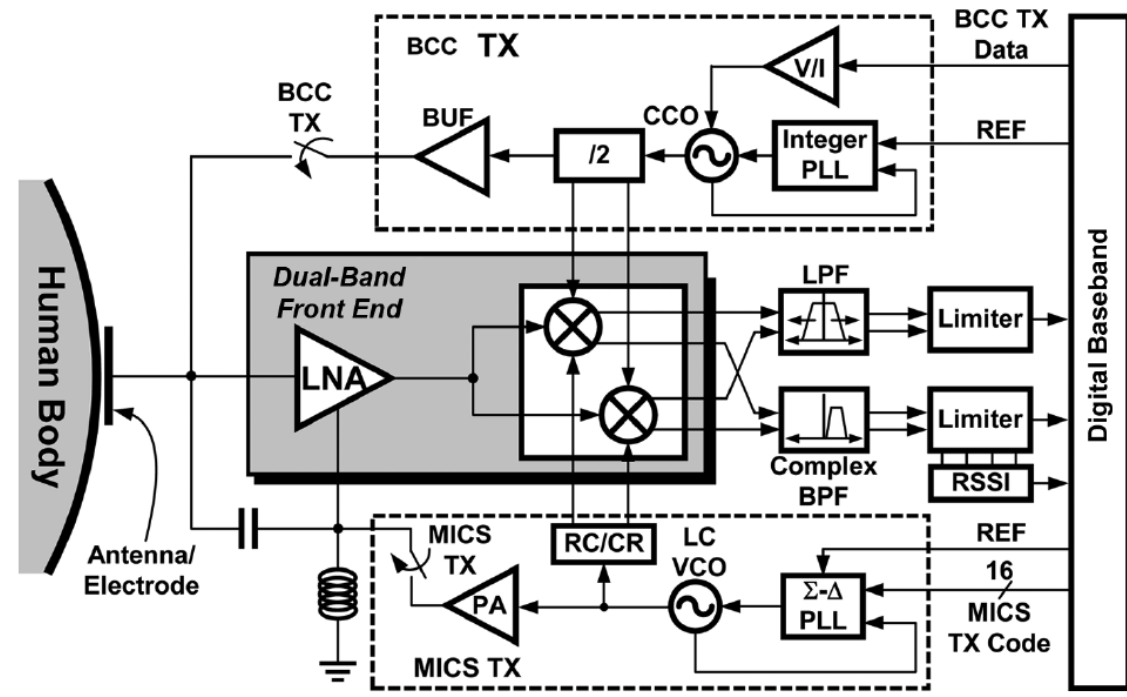 BCC TX
BCC TX
Data
V/I
BCC
TX
BUF
CCO
/2
Integer
PLL
REF
Dual-Band
Front End
LPF
Limiter
Human Body
LNA
Digital Baseband
Limiter
Complex
BPF
RSSI
Antenna/
Electrode
MICS
TX
RC/CR
LC
VCO
REF
16
Σ-Δ
PLL
PA
MICS
TX Code
MICS TX